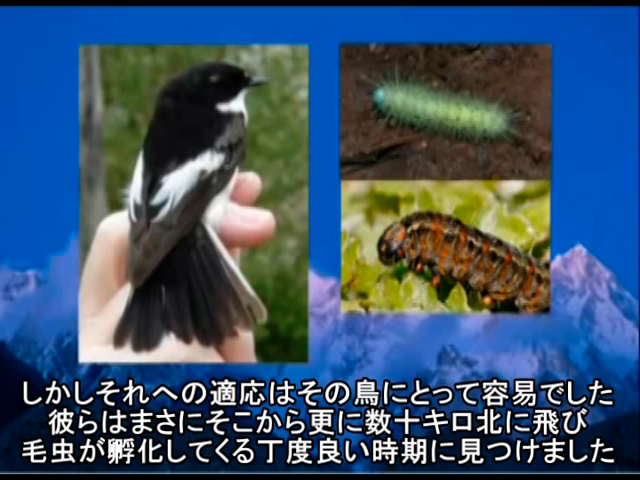 しかしそれへの適応はその鳥にとって容易でした
彼らはまさにそこから更に数十キロ北に飛び
毛虫が孵化してくる丁度良い時期に見つけました